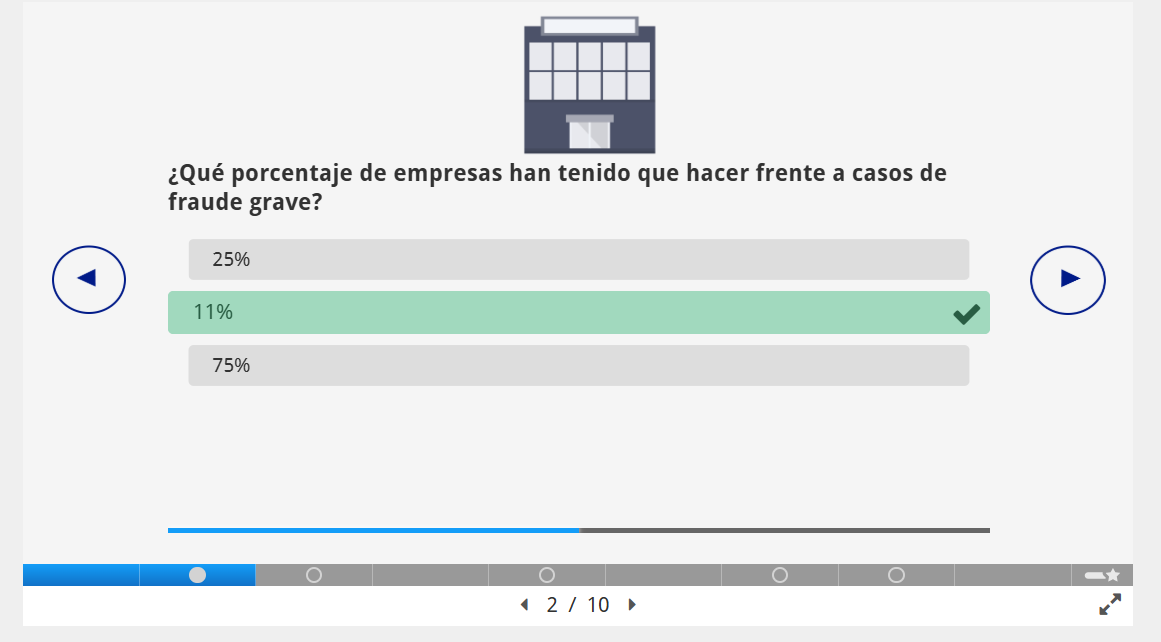 ¿Qué porcentaje de empresas han tenido que hacer frente a casos de
fraude grave?
25%
11%
75%
2 / 10